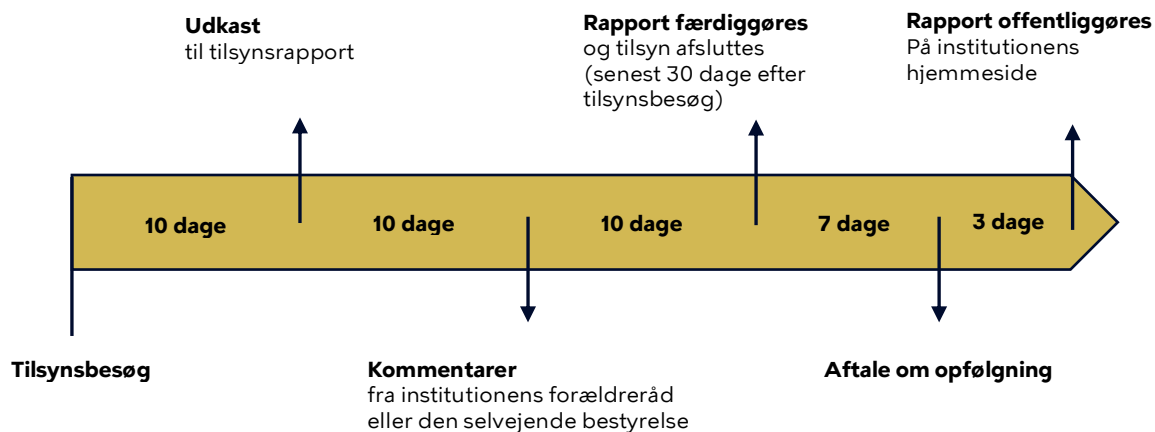 Udkast
til tilsynsrapport
Rapport færdiggøres
og tilsyn afsluttes
(senest 30 dage efter
tilsynsbesøg)
Rapport offentliggøres
På institutionens
hjemmeside
10 dage
10 dage
10 dage
7 dage
3 dage
Tilsynsbesøg
Kommentarer
fra institutionens forældreråd
eller den selvejende bestyrelse
Aftale om opfølgning